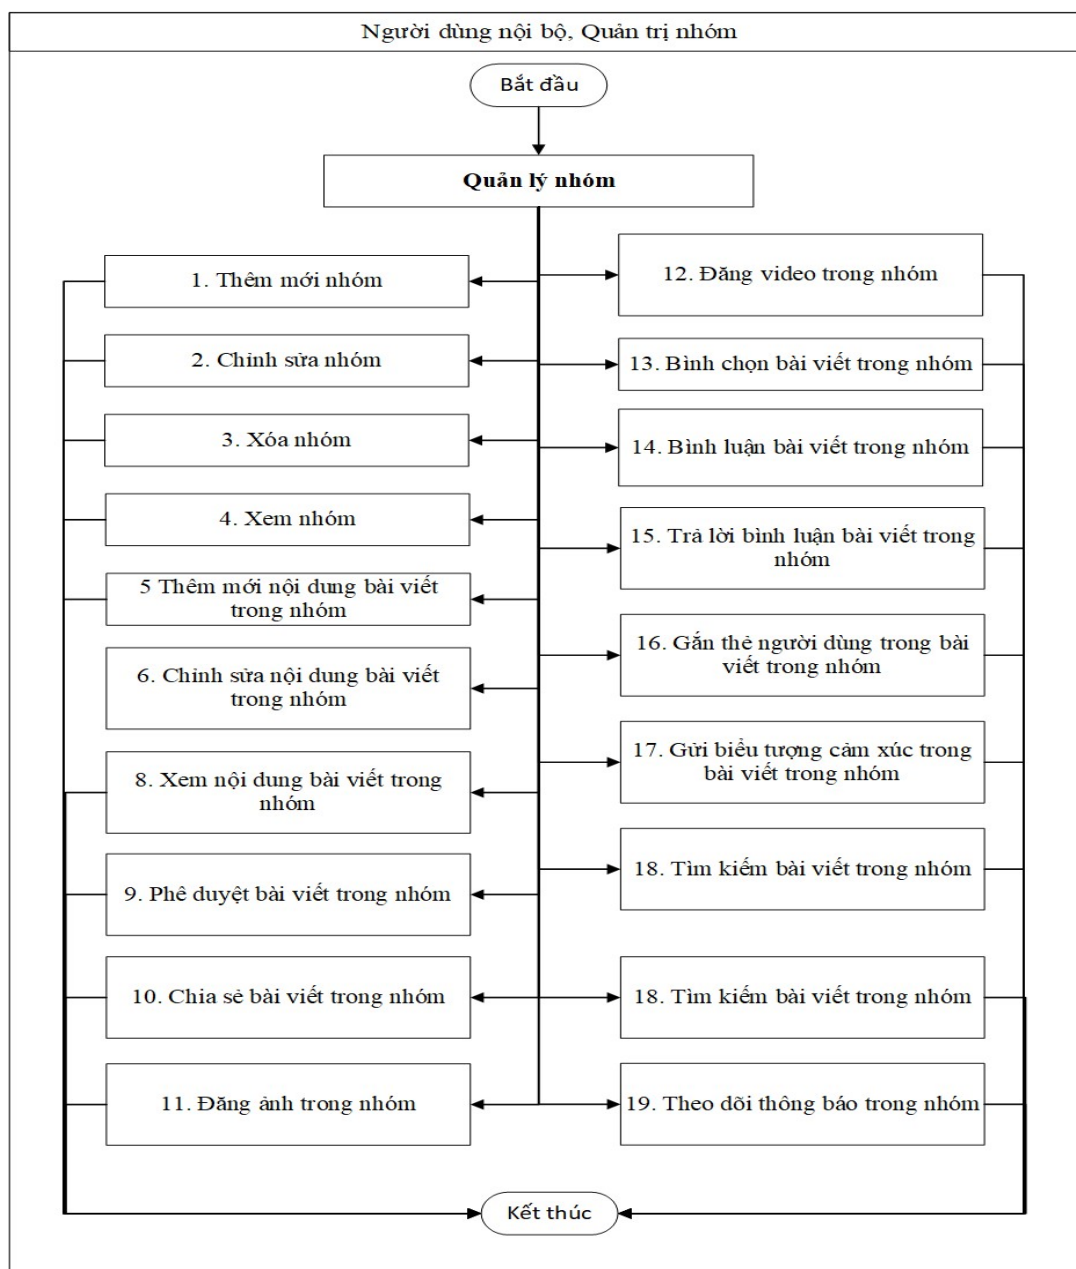 Người dùng nội bộ, Quản trị nhóm
Bắt đầu
Quản lý nhóm
1. Thêm mới nhóm
2. Chỉnh sửa nhóm
3. Xóa nhóm
4. Xem nhóm
5 Thêm mới nội dung bài viết
trong nhóm
6. Chỉnh sửa nội dung bài viết
trong nhóm
8. Xem nội dung bài viết trong
nhóm
9. Phê duyệt bài viết trong nhóm
10. Chia sẻ bài viết trong nhóm
11. Đăng ảnh trong nhóm
12. Đăng video trong nhóm
13. Bình chọn bài viết trong nhóm
14. Bình luận bài viết trong nhóm
15. Trả lời bình luận bài viết trong
nhóm
16. Gắn thẻ người dùng trong bài
viết trong nhóm
17. Gửi biểu tượng cảm xúc trong
bài viết trong nhóm
18. Tìm kiếm bài viết trong nhóm
18. Tìm kiếm bài viết trong nhóm
19. Theo dõi thông báo trong nhóm
Kết thúc